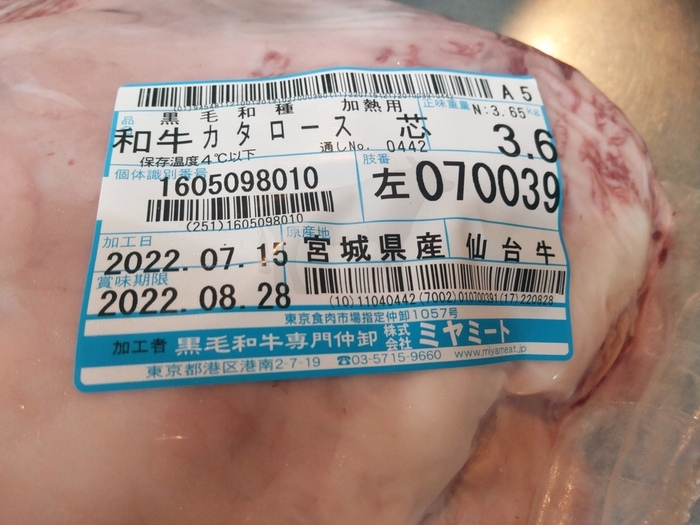 A5
黒毛和種 加熱用
正味重量 N:3.65kg
品名
和牛カタロース 芯
3.6
保存温度4℃以下
通しNo. 0442
個体識別番号
1605098010
(251)1605098010
枝番
左070039
加工日
2022.07.15
原産地
宮城県産 仙台牛
賞味期限
2022.08.28
(10)11040442(7002)010700391(17)220828
東京食肉市場指定仲卸1057号
加工者 黒毛和牛専門仲卸 株式会社 ミヤミート
東京都港区港南2-7-19 ☎03-5715-9660 www.miyameat.jp